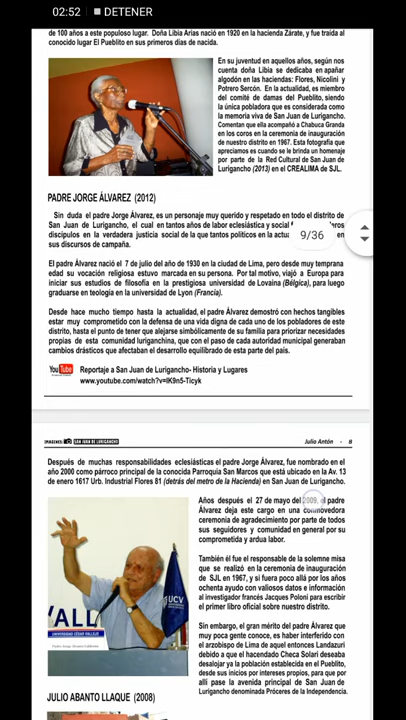 02:52 DETENER
de 100 años a este populoso lugar. Doña Libia Arias nació en 1920 en la hacienda Zárate, y fue traída al
conocido lugar El Pueblito en sus primeros días de nacida.
En su juventud en aquellos años, según nos
cuenta doña Libia se dedicaba en apañar
algodón en las haciendas: Flores, Nicolini y
Potrero Sercón. En la actualidad, es miembro
del comité de damas del Pueblito, siendo
la única pobladora que es considerada como
la memoria viva de San Juan de Lurigancho.
Comentan que ella acompañó a Chabuca Granda
en los coros en la ceremonia de inauguración
de nuestro distrito en 1967. Esta fotografía que
apreciamos es cuando se le brinda un homenaje
por parte de la Red Cultural de San Juan de
Lurigancho (2013) en el CREALIMA de SJL.
PADRE JORGE ÁLVAREZ (2012)
Sin duda el padre Jorge Álvarez, es un personaje muy querido y respetado en todo el distrito de
San Juan de Lurigancho, el cual en tantos años de labor eclesiástica y social
discípulos en la verdadera justicia social de la que tantos políticos en la en
sus discursos de campaña.
9/36
El padre Álvarez nació el 7 de julio del año de 1930 en la ciudad de Lima, pero desde muy temprana
edad su vocación religiosa estuvo marcada en su persona. Por tal motivo, viajó a Europa para
iniciar sus estudios de filosofía en la prestigiosa universidad de Lovaina (Bélgica), para luego
graduarse en teología en la universidad de Lyon (Francia).
Desde hace mucho tiempo hasta la actualidad, el padre Álvarez demostró con hechos tangibles
estar muy comprometido con la defensa de una vida digna de cada uno de los pobladores de este
distrito, hasta el punto de tener que alejarse simbólicamente de su familia para priorizar necesidades
propias de esta comunidad luriganchina, que con el paso de cada autoridad municipal generaban
cambios drásticos que afectaban el desarrollo equilibrado de esta parte del país.
YouTube Reportaje a San Juan de Lurigancho- Historia y Lugares
www.youtube.com/watch?v=IK9n5-Ticyk
IMAGENES SAN JUAN DE LURIGANCHO Julio Antón - 8
Después de muchas responsabilidades eclesiásticas el padre Jorge Álvarez, fue nombrado en el
año 2000 como párroco principal de la conocida Parroquia San Marcos que está ubicado en la Av. 13
de enero 1617 Urb. Industrial Flores 81 (detrás del metro de la Hacienda) en San Juan de Lurigancho.
Años después el 27 de mayo del 2009, el padre
Álvarez deja este cargo en una conmovedora
ceremonia de agradecimiento por parte de todos
sus seguidores y comunidad en general por su
comprometida y ardua labor.
También él fue el responsable de la solemne misa
que se realizó en la ceremonia de inauguración
de SJL en 1967, y si fuera poco allá por los años
ochenta ayudo con valiosos datos e información
al investigador francés Jacques Poloni para escribir
el primer libro oficial sobre nuestro distrito.
Sin embargo, el gran mérito del padre Álvarez que
muy poca gente conoce, es haber interferido con
el arzobispo de Lima de aquel entonces Landazuri
debido a que el hacendado Checa Solari deseaba
desalojar ya la población establecida en el Pueblito,
desde sus inicios por intereses propios, para que por
allí pase la avenida principal de San Juan de
Lurigancho denominada Próceres de la Independencia.
UCV
VALL
UNIVERSIDAD CÉSAR VALLEJO
JULIO ABANTO LLAQUE (2008)